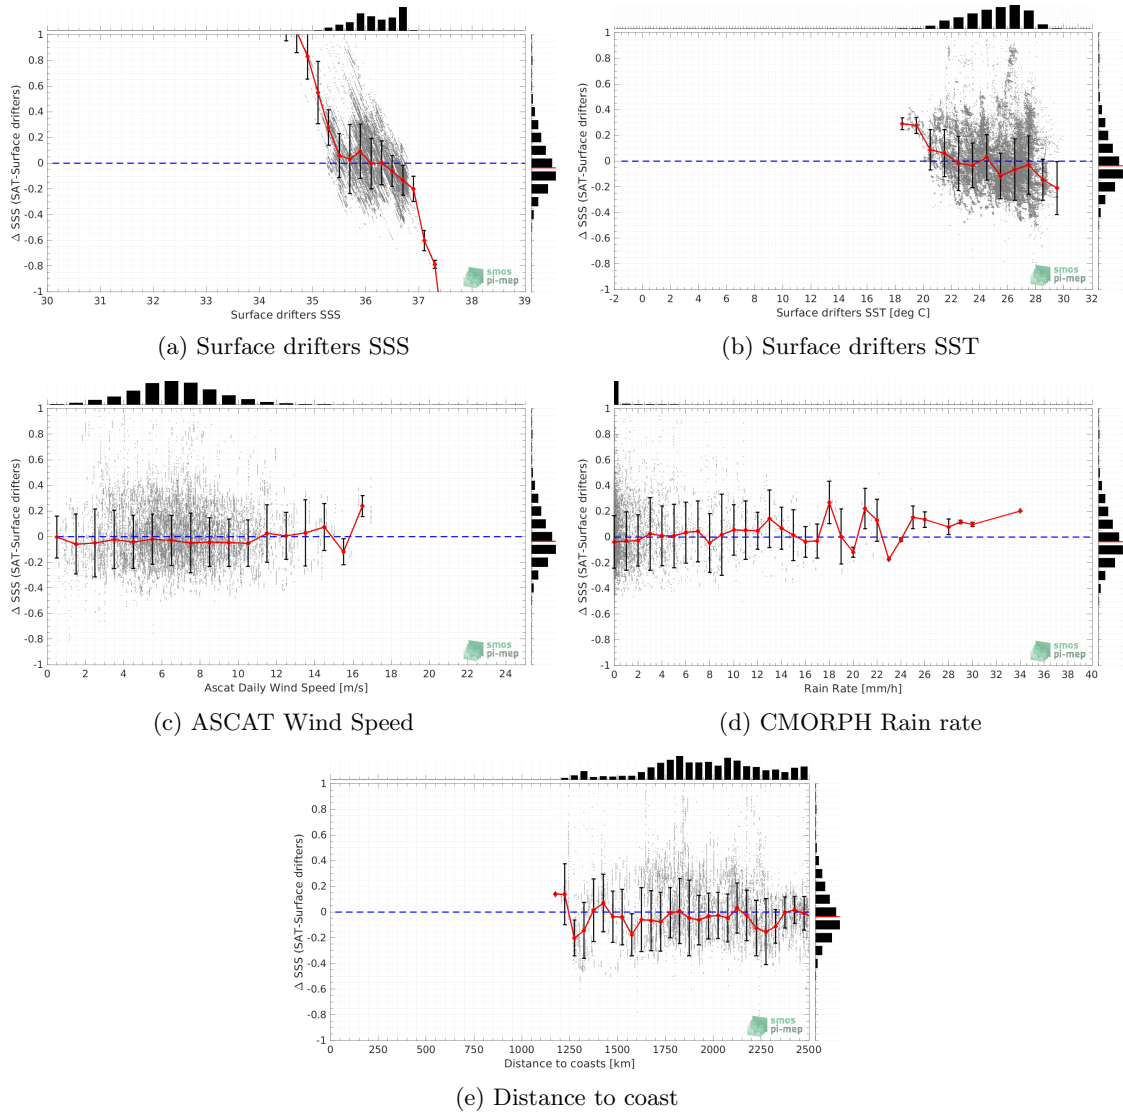 Δ SSS (SAT-Surface drifters)
1
0.8
0.6
0.4
0.2
0
-0.2
-0.4
-0.6
-0.8
-1
30 31 32 33 34 35 36 37 38 39
Surface drifters SSS
smos
pi-mep
(a) Surface drifters SSS
Δ SSS (SAT-Surface drifters)
1
0.8
0.6
0.4
0.2
0
-0.2
-0.4
-0.6
-0.8
-1
-2 0 2 4 6 8 10 12 14 16 18 20 22 24 26 28 30 32
Surface drifters SST [deg C]
smos
pi-mep
(b) Surface drifters SST
Δ SSS (SAT-Surface drifters)
1
0.8
0.6
0.4
0.2
0
-0.2
-0.4
-0.6
-0.8
-1
0 2 4 6 8 10 12 14 16 18 20 22 24
Ascat Daily Wind Speed [m/s]
smos
pi-mep
(c) ASCAT Wind Speed
Δ SSS (SAT-Surface drifters)
1
0.8
0.6
0.4
0.2
0
-0.2
-0.4
-0.6
-0.8
-1
0 2 4 6 8 10 12 14 16 18 20 22 24 26 28 30 32 34 36 38 40
Rain Rate [mm/h]
smos
pi-mep
(d) CMORPH Rain rate
Δ SSS (SAT-Surface drifters)
1
0.8
0.6
0.4
0.2
0
-0.2
-0.4
-0.6
-0.8
-1
0 250 500 750 1000 1250 1500 1750 2000 2250 2500
Distance to coasts [km]
smos
pi-mep
(e) Distance to coast